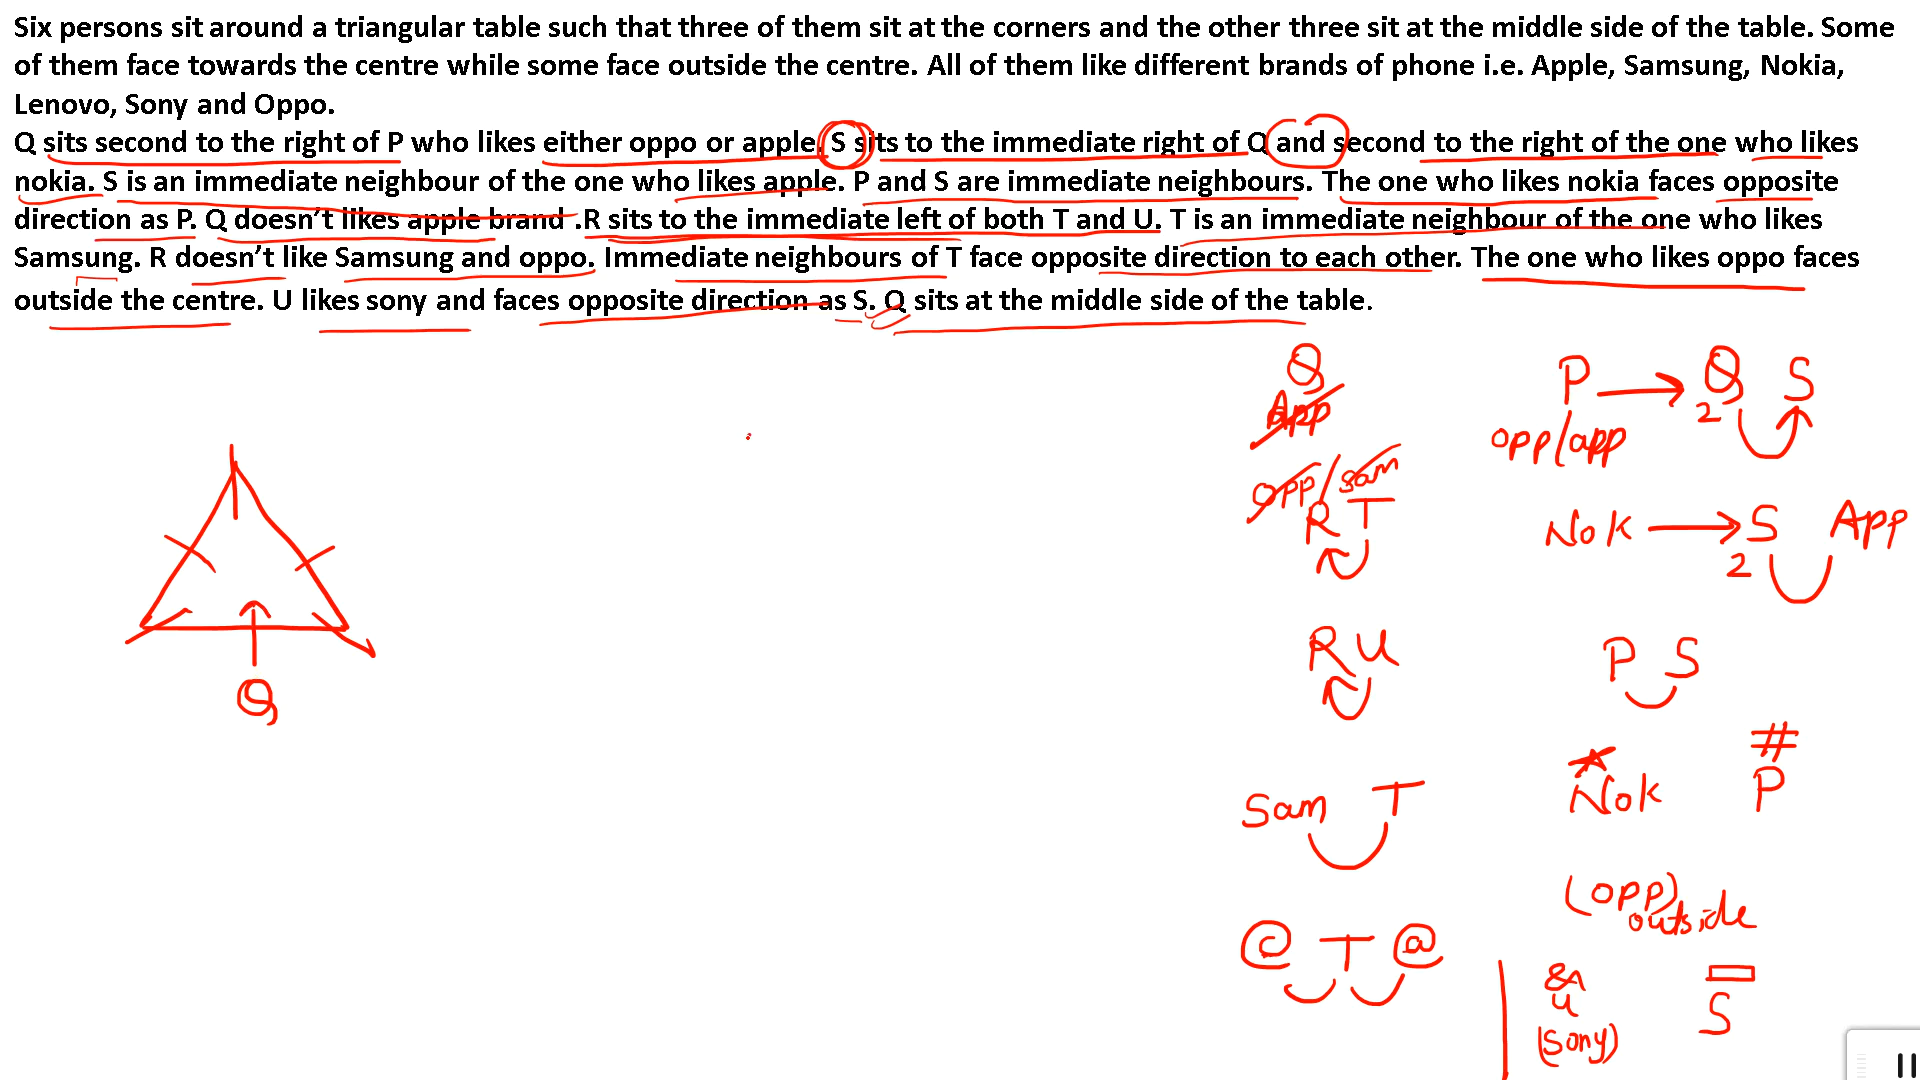 Six persons sit around a triangular table such that three of them sit at the corners and the other three sit at the middle side of the table. Some
of them face towards the centre while some face outside the centre. All of them like different brands of phone i.e. Apple, Samsung, Nokia,
Lenovo, Sony and Oppo.
Q sits second to the right of P who likes either oppo or apple. S sits to the immediate right of Q and second to the right of the one who likes
nokia. S is an immediate neighbour of the one who likes apple. P and S are immediate neighbours. The one who likes nokia faces opposite
direction as P. Q doesn’t likes apple brand .R sits to the immediate left of both T and U. T is an immediate neighbour of the one who likes
Samsung. R doesn’t like Samsung and oppo. Immediate neighbours of T face opposite direction to each other. The one who likes oppo faces
outside the centre. U likes sony and faces opposite direction as S. Q sits at the middle side of the table.
Q P Q S
App 2
opp/app
opp/sam
R T Nok S App
2
R U P S
Q
# 
Nok P
Sam T
(opp) outside
@ T @
& 
U S
(Sony)